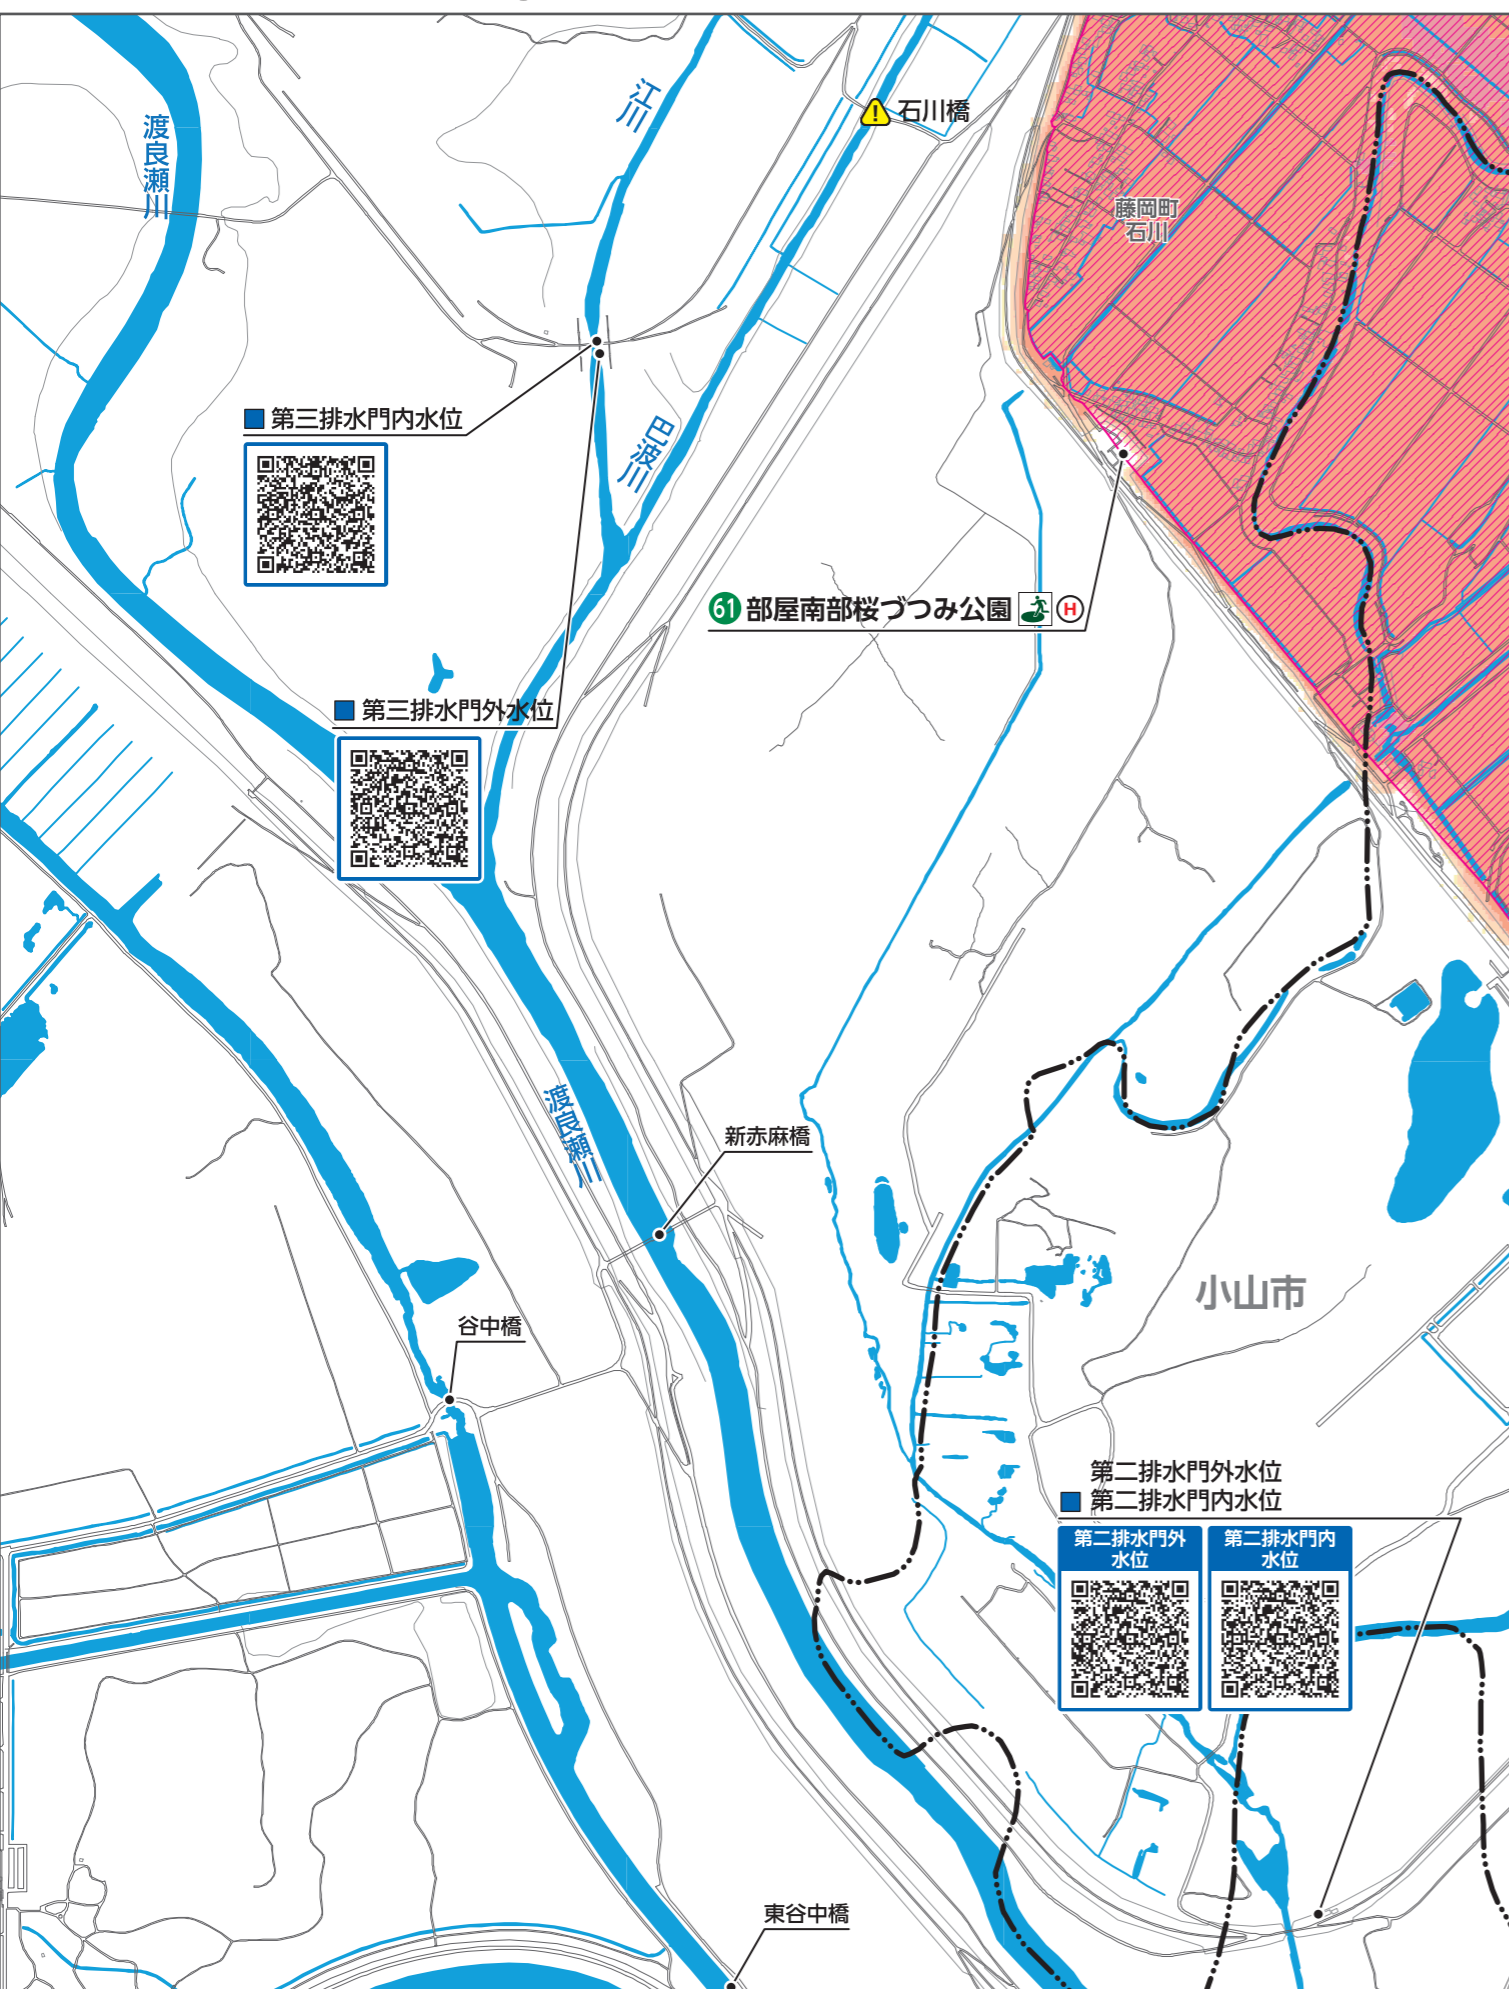 江川
石川橋
渡良瀬川
藤岡町
石川
第三排水門内水位
巴波川
61 部屋南部桜づつみ公園 H
第三排水門外水位
渡良瀬川
新赤麻橋
小山市
谷中橋
第二排水門外水位
第二排水門内水位
第二排水門外
水位
第二排水門内
水位
東谷中橋